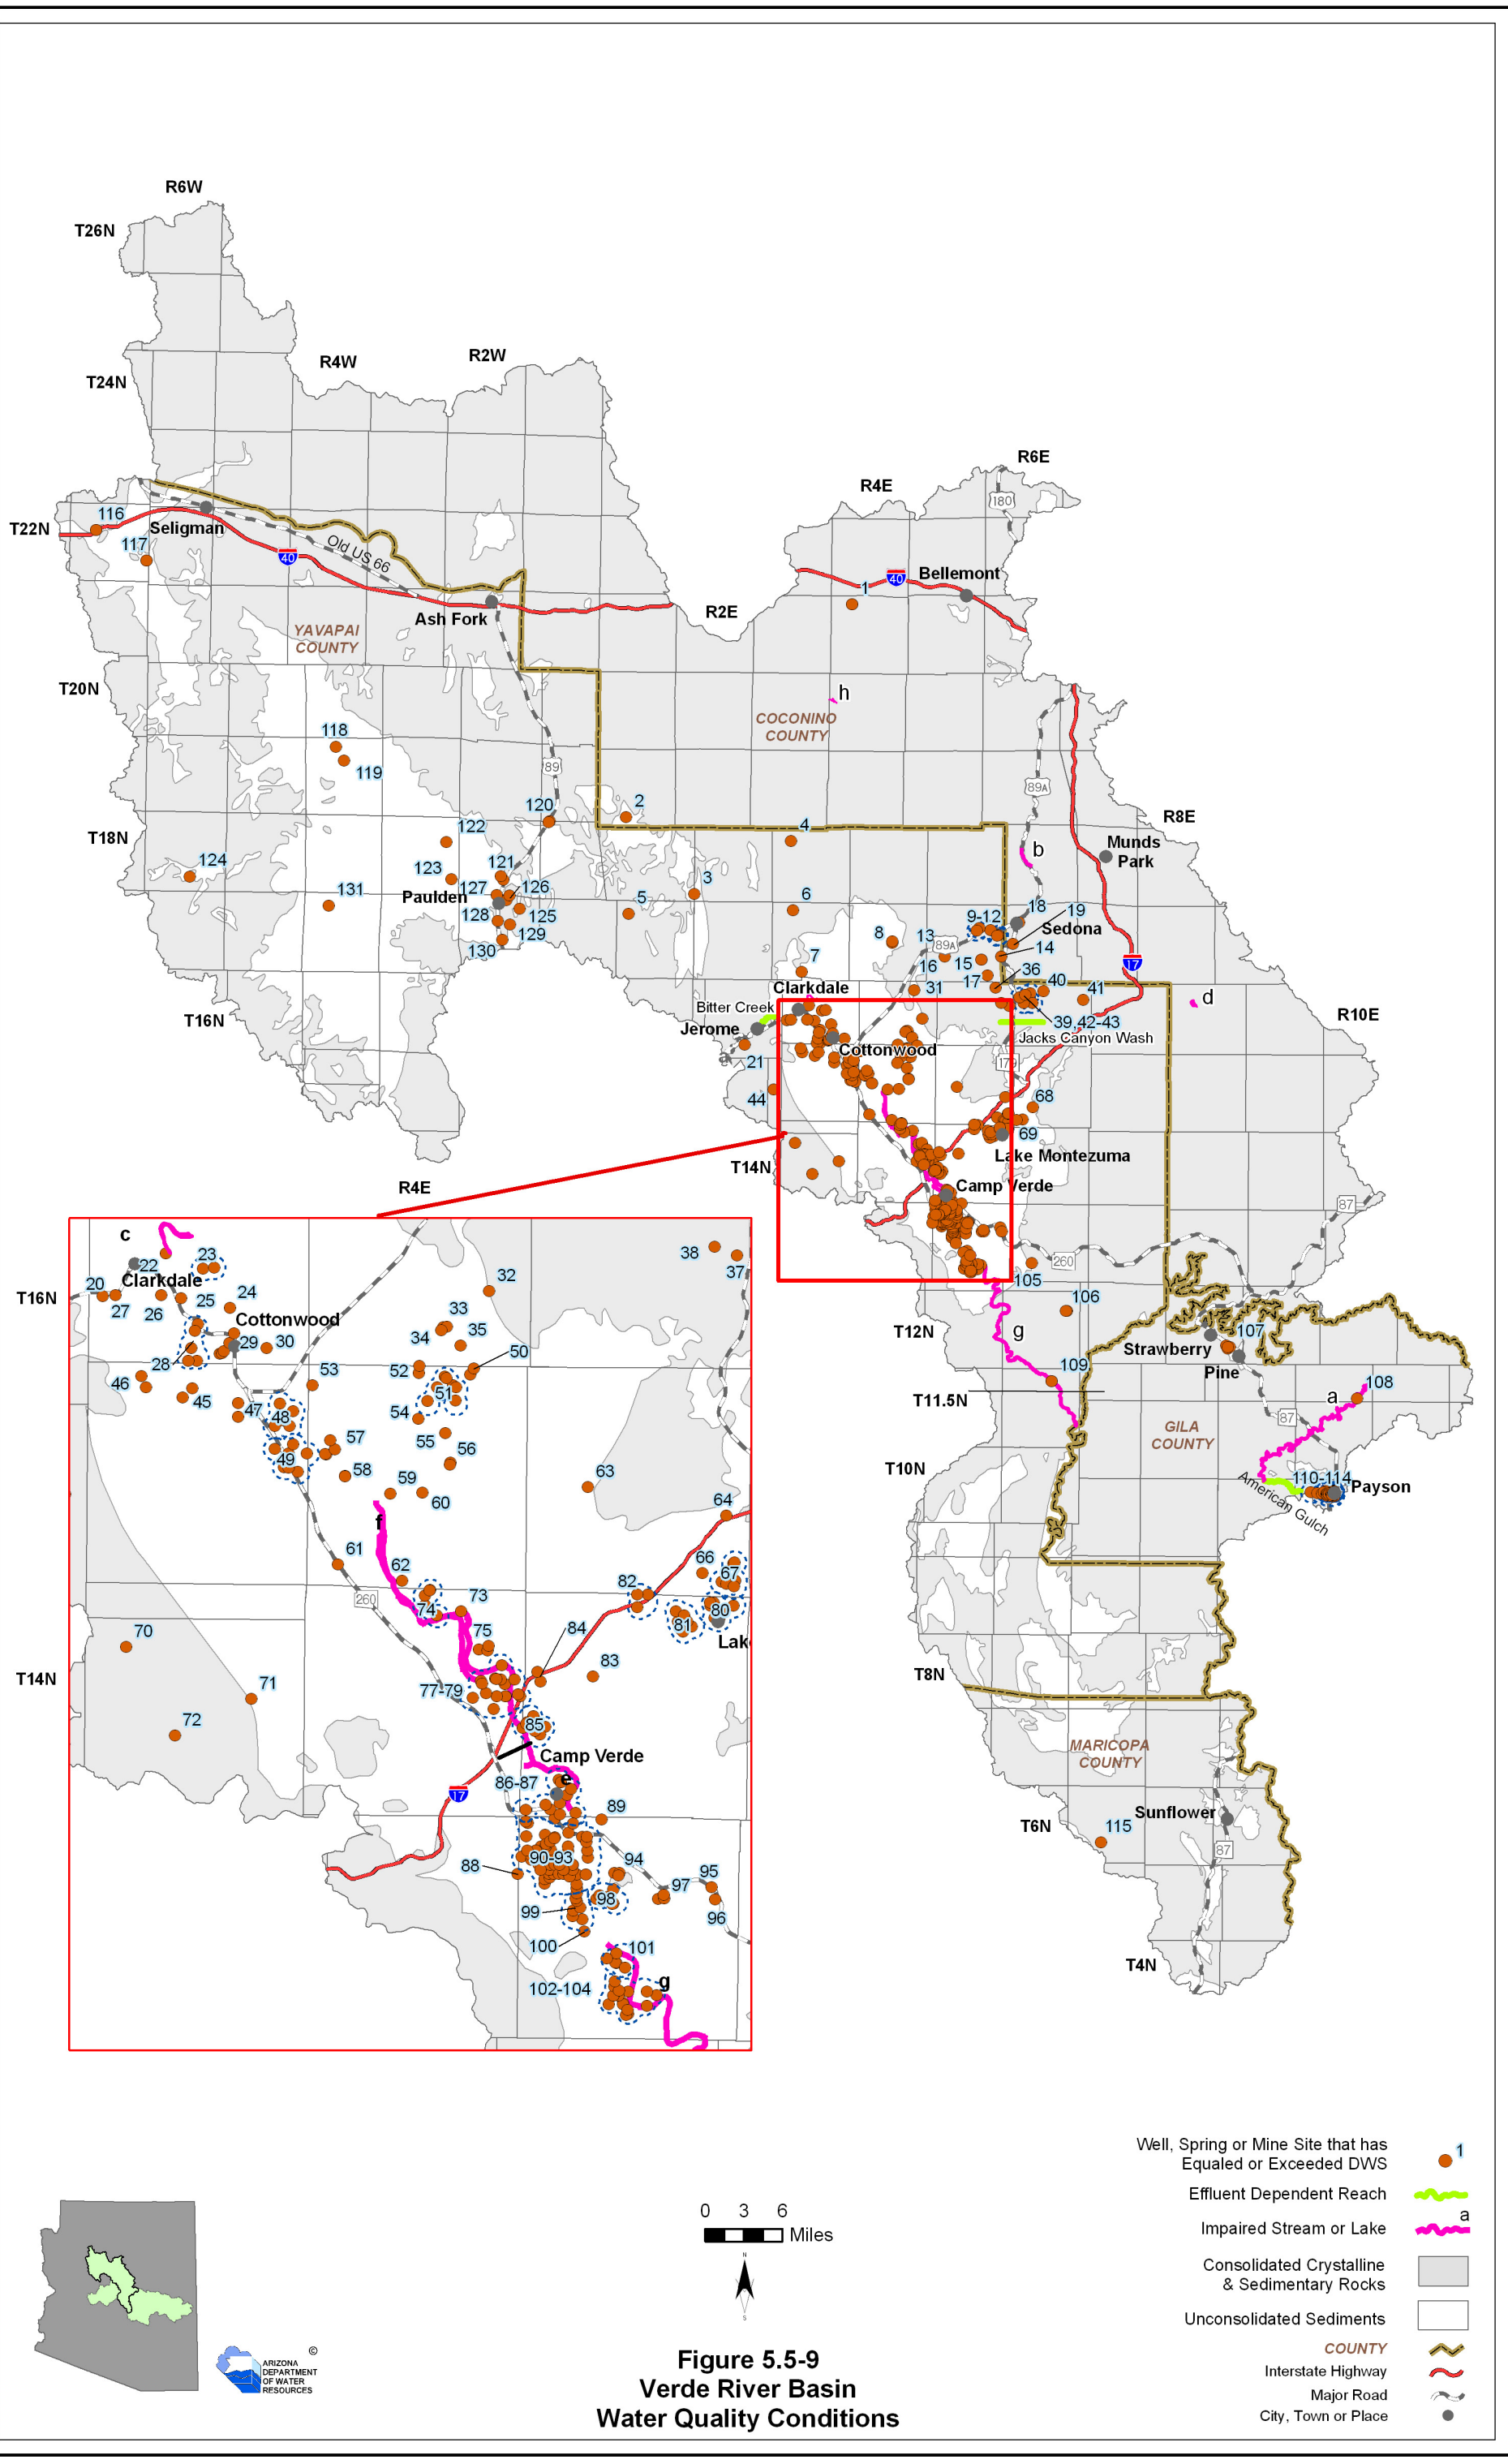 R6W
T26N
R4W
R2W
T24N
R6E
R4E
180
116
T22N
Seligman
117
Old US 66
40
40
Bellemont
1
R2E
Ash Fork
YAVAPAI
COUNTY
T20N
h
COCONINO
COUNTY
118
119
89
89A
120
2
R8E
T18N
122
4
b
Munds
Park
124
123
121
3
131
Paulden
127
126
5
6
128
125
9-12
18
19
129
8
13
89A
Sedona
130
14
7
16
15
17
36
40
17
31
41
d
Clarkdale
Bitter Creek
39,42-43
T16N
Jerome
Jacks Canyon Wash
R10E
Cottonwood
a
21
179
44
68
69
Lake Montezuma
T14N
Camp Verde
87
R4E
260
105
106
g
T12N
107
Strawberry
Pine
109
108
T11.5N
a
87
GILA
COUNTY
T10N
110-114
Payson
American Gulch
T8N
MARICOPA
COUNTY
T6N
Sunflower
115
87
T4N
c
23
38
37
22
Clarkdale
32
T16N
20
27
26
25
24
33
Cottonwood
34
35
29
30
28
50
52
53
46
51
45
47
48
54
55
57
49
56
58
59
63
60
64
f
61
62
66
67
82
260
73
74
80
81
70
75
84
Lak
83
T14N
71
77-79
72
85
Camp Verde
86-87
e
17
89
90-93
88
94
97
95
98
96
99
100
101
102-104
g
Well, Spring or Mine Site that has
Equaled or Exceeded DWS
1
Effluent Dependent Reach
a
Impaired Stream or Lake
Consolidated Crystalline
& Sedimentary Rocks
Unconsolidated Sediments
COUNTY
Interstate Highway
Major Road
City, Town or Place
0 3 6
Miles
N
S
©
ARIZONA
DEPARTMENT
OF WATER
RESOURCES
Figure 5.5-9
Verde River Basin
Water Quality Conditions